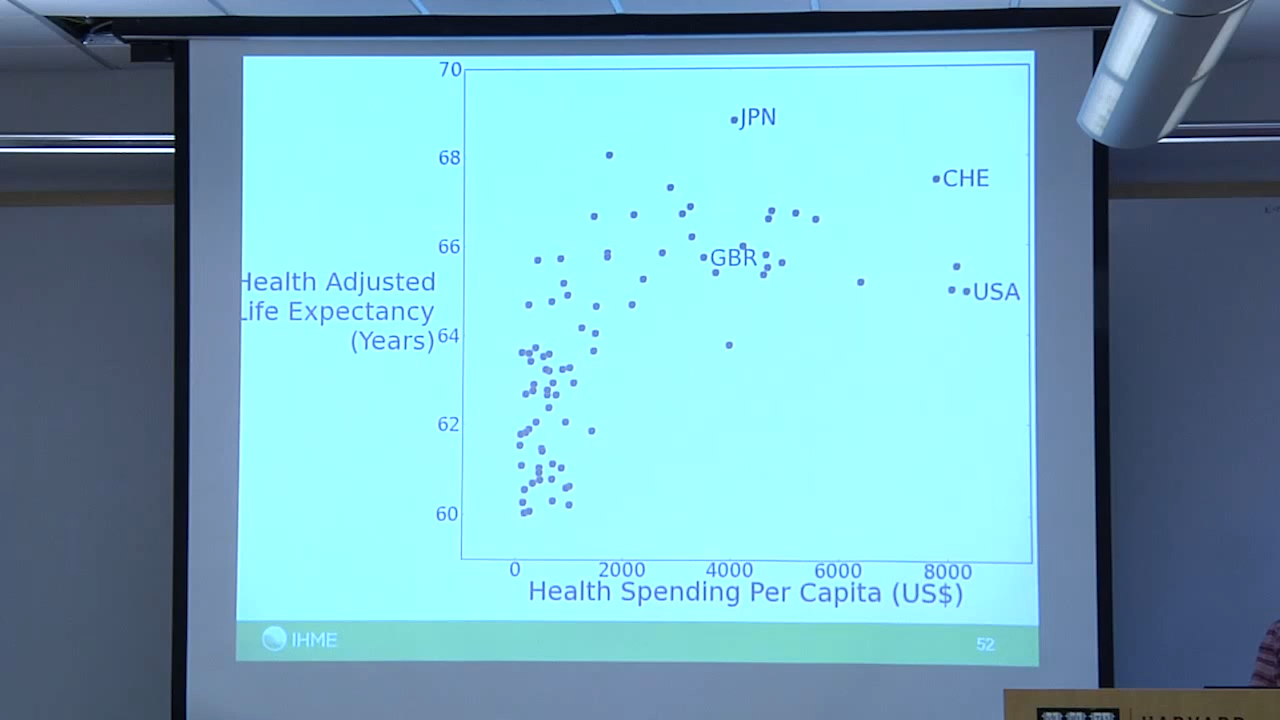 70
JPN
68
CHE
66
GBR
Health Adjusted
Life Expectancy
(Years)
USA
64
62
60
0 2000 4000 6000 8000
Health Spending Per Capita (US$)
IHME
52